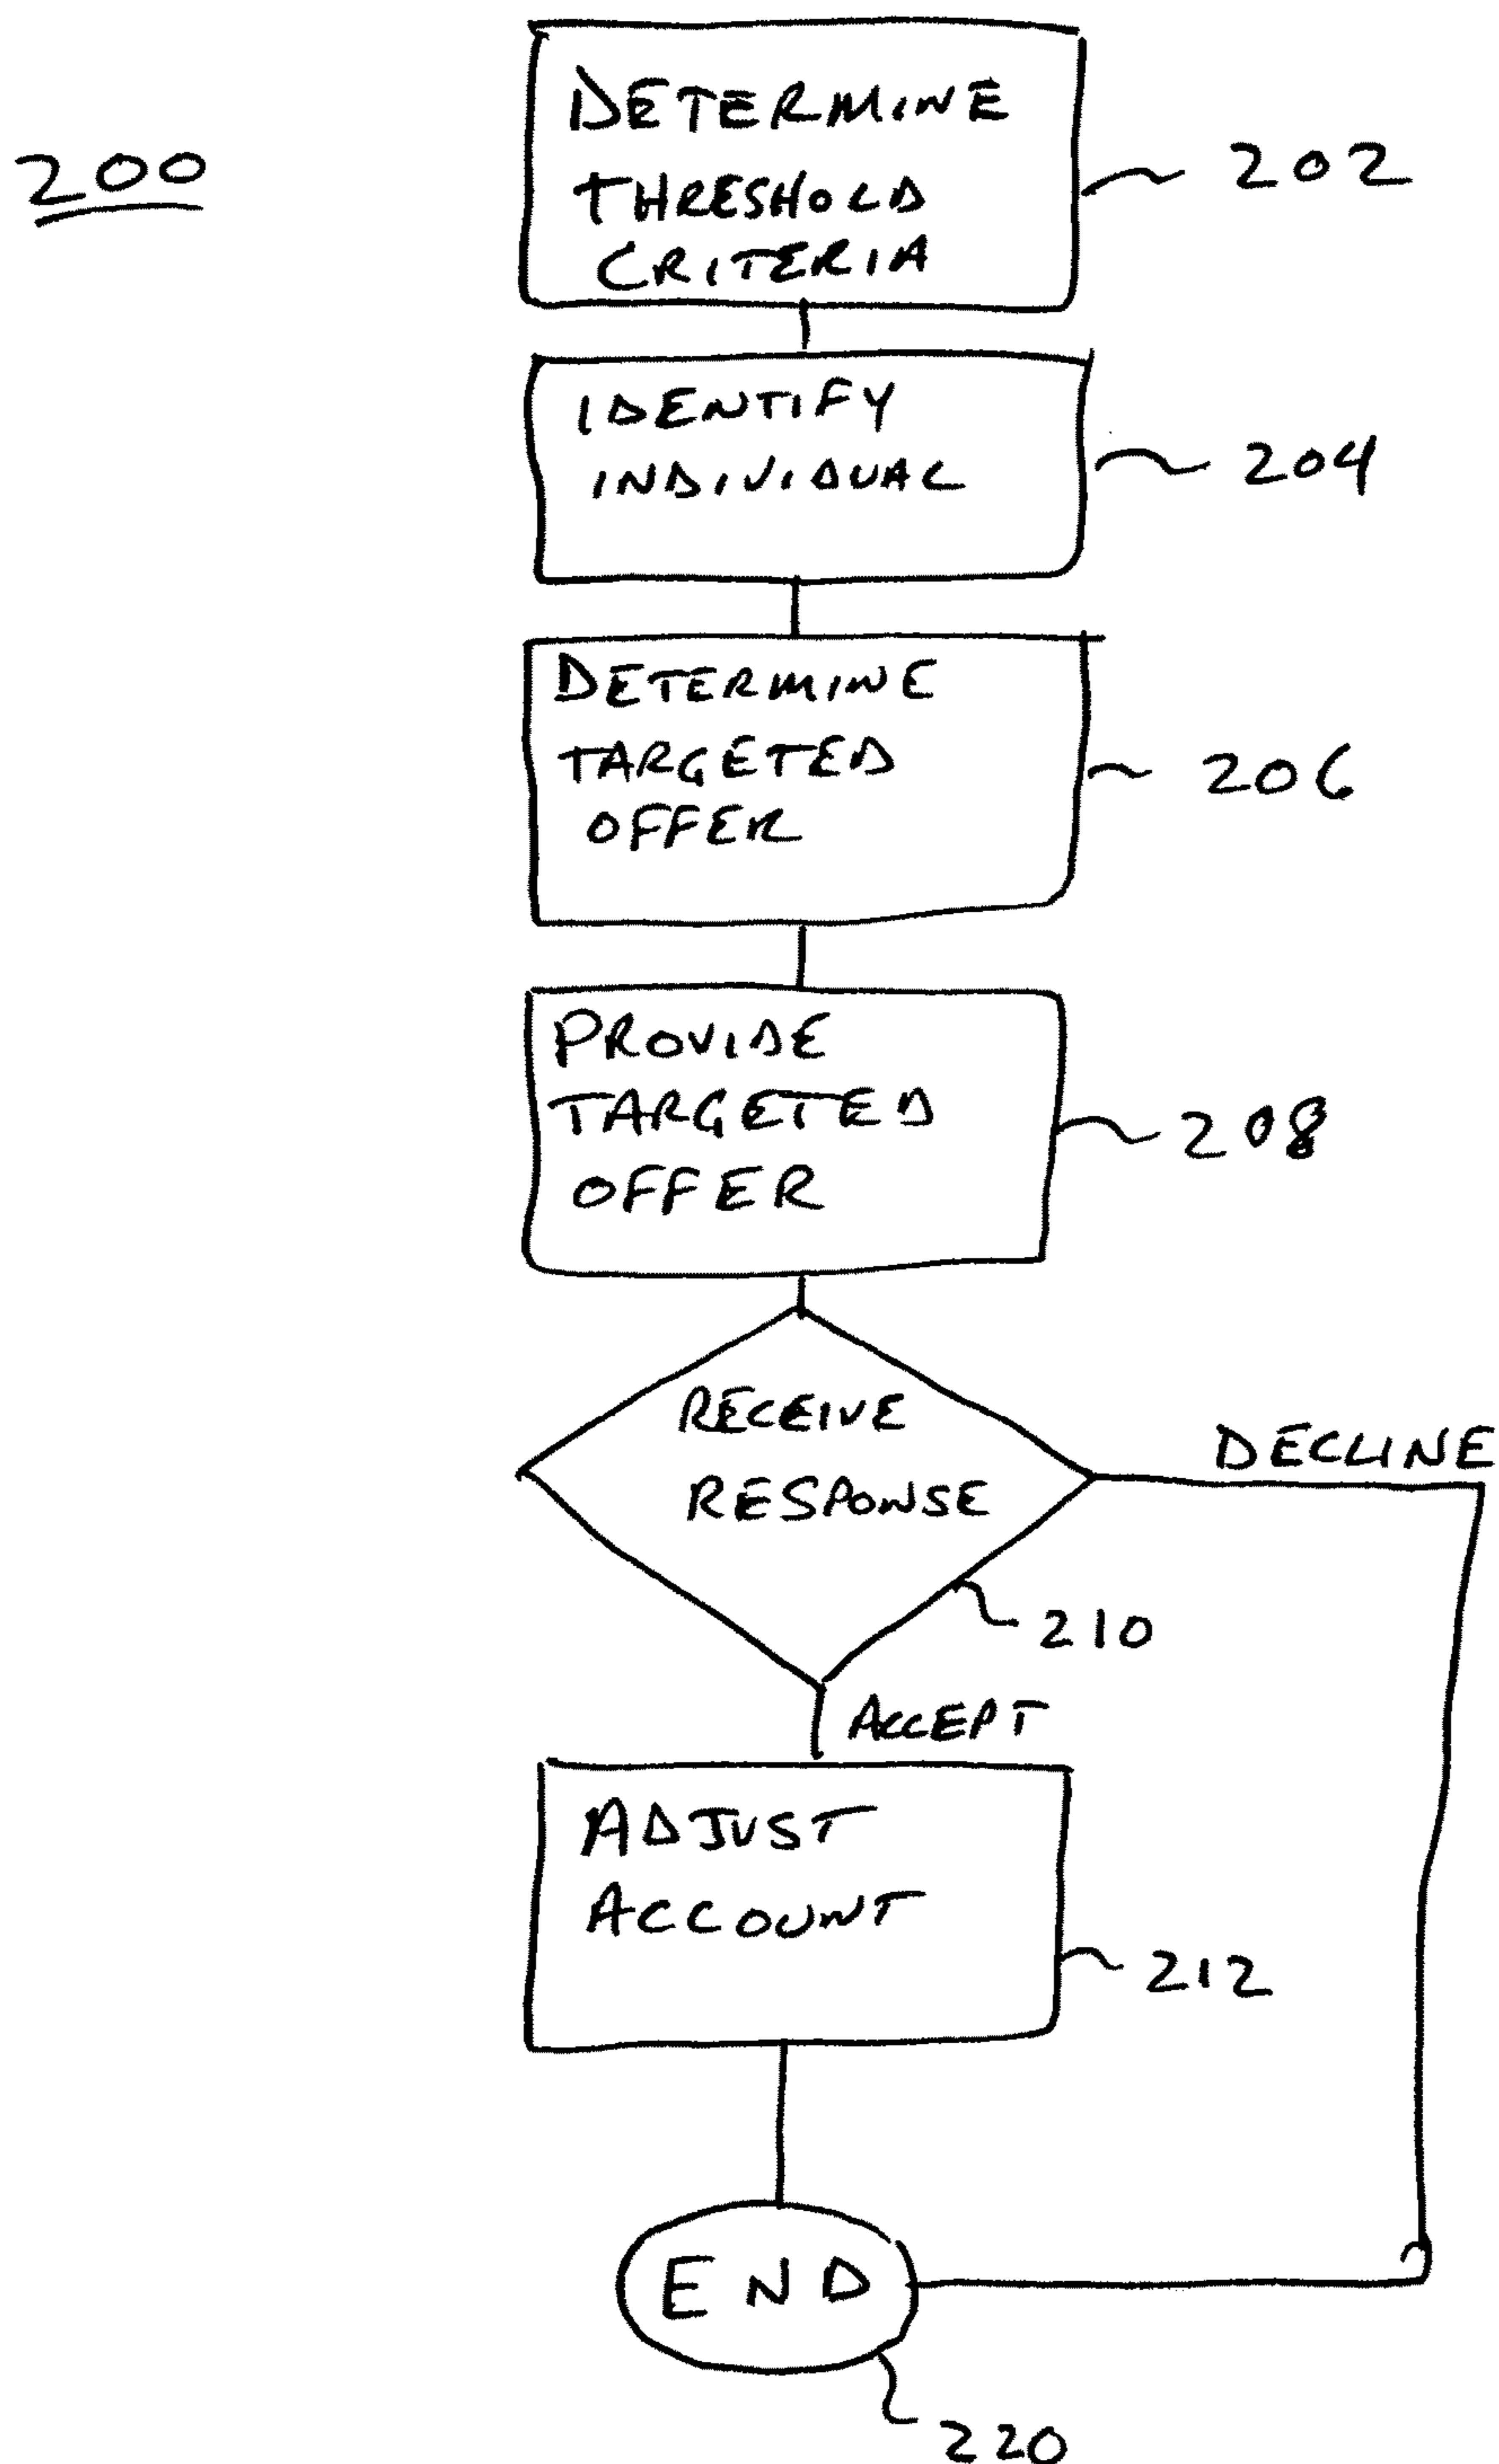 200
DETERMINE
THRESHOLD
CRITERIA
202
IDENTIFY
INDIVIDUAL
204
DETERMINE
TARGETED
OFFER
206
PROVIDE
TARGETED
OFFER
208
RECEIVE
RESPONSE
DECLINE
210
ACCEPT
ADJUST
ACCOUNT
212
END
220